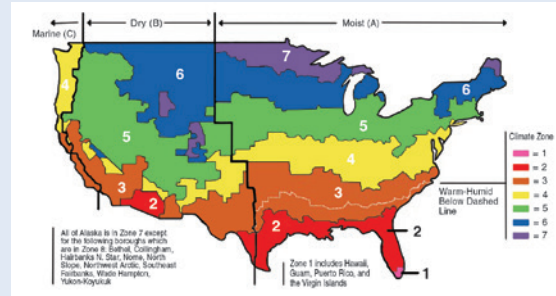 Marine (C)
Dry (B)
Moist (A)
7
4
6
6
5
5
4
3
3
2
2
2
1
Climate Zone
= 1
= 2
= 3
= 4
= 5
= 6
= 7
Warm-Humid
Below Dashed
Line
All of Alaska is in Zone 7 except
for the following boroughs which
are in Zone 8: Bethel, Dellingham,
Fairbanks N. Star, Nome, North
Slope, Northwest Arctic, Southeast
Fairbanks, Wade Hampton,
Yukon-Koyukuk
Zone 1 includes Hawaii,
Guam, Puerto Rico, and
the Virgin Islands